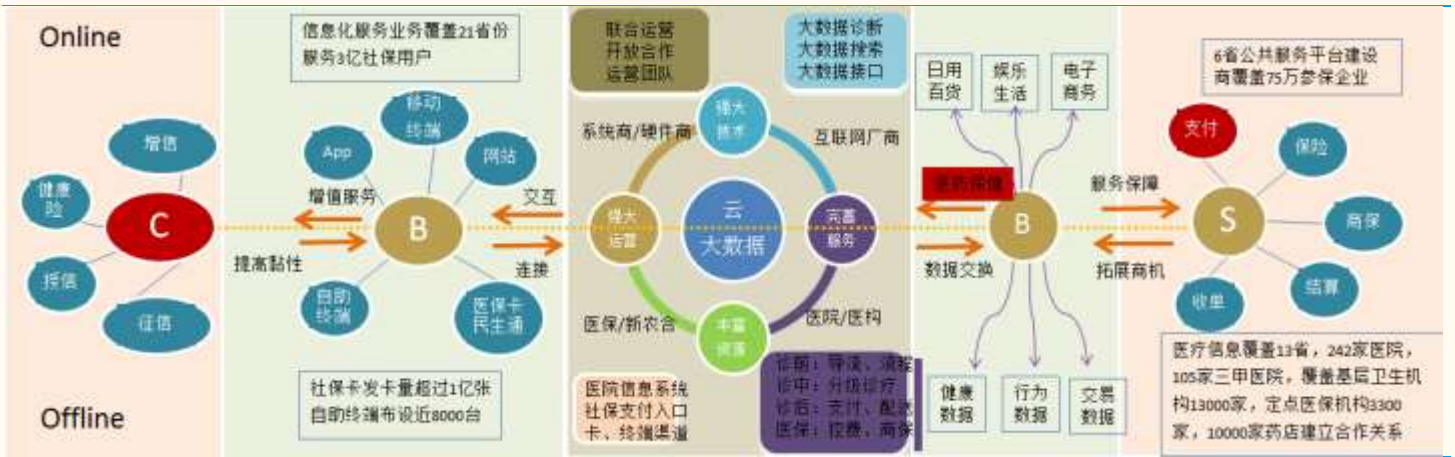 Online
增信
健康
险
C
授信
征信
Offline
信息化服务业务覆盖21省份
服务3亿社保用户
移动
终端
App
网站
增值服务
交互
B
提高黏性
连接
自助
终端
医保卡
民生通
社保卡发卡量超过1亿张
自助终端布设近8000台
联合运营
开放合作
运营团队
大数据诊断
大数据搜索
大数据接口
强大
技术
系统商/硬件商
互联网厂商
强大
运营
云
大数据
完善
服务
医保/新农合
医院/医构
丰富
资源
医院信息系统
社保支付入口
卡、终端渠道
诊前：导流、流程
诊中：分级诊疗
诊后：支付、配送
医保：控费、商保
日用
百货
娱乐
生活
电子
商务
医药保健
服务保障
B
数据交换
拓展商机
健康
数据
行为
数据
交易
数据
6省公共服务平台建设
商覆盖75万参保企业
支付
保险
S
商保
收单
结算
医疗信息覆盖13省，242家医院，
105家三甲医院，覆盖基层卫生机
构13000家，定点医保机构3300
家，10000家药店建立合作关系